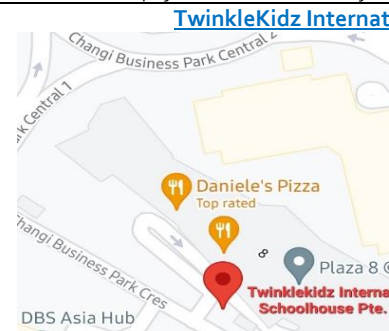 TwinkleKidz Internat
Changi Business Park Central 2
rk Central 1
Daniele's Pizza
Top rated
8
Changi Business Park Cres
Plaza 8 @
Twinklekidz Interna
Schoolhouse Pte.
DBS Asia Hub